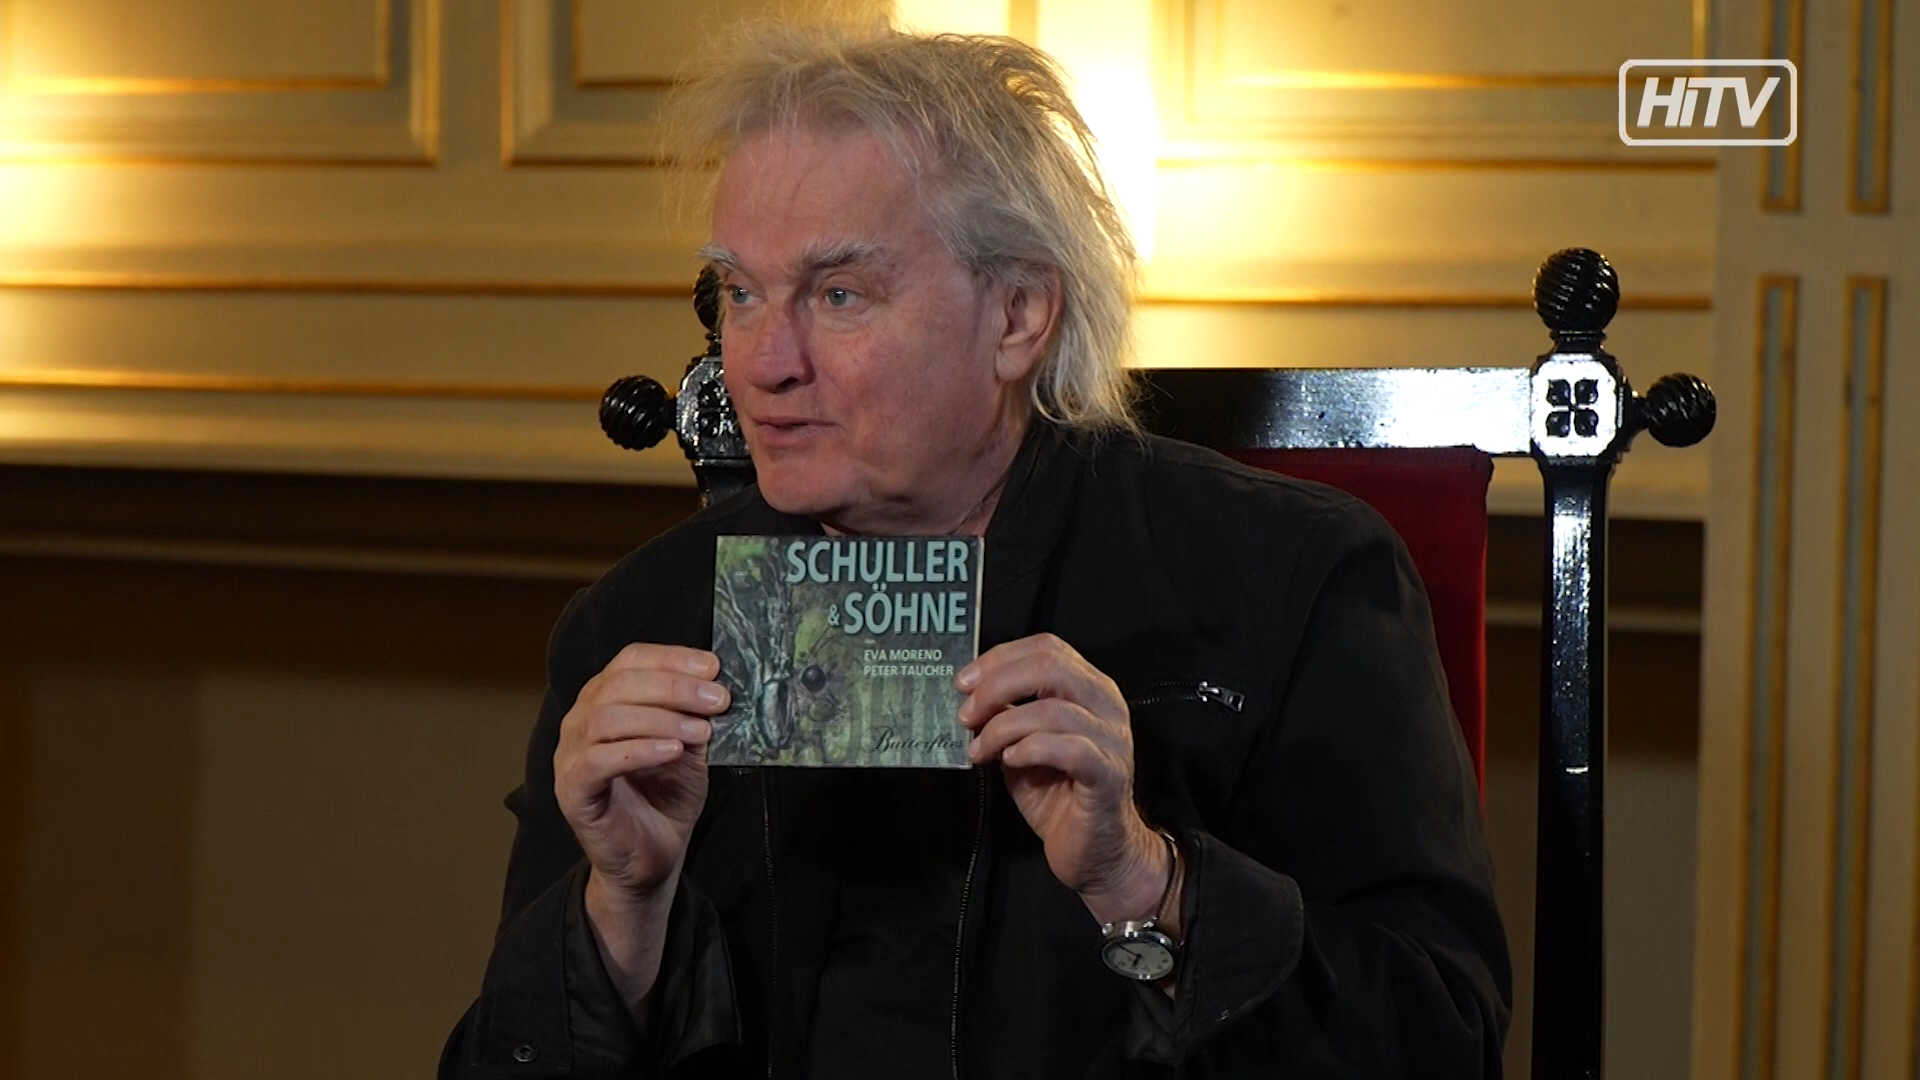 HiTV
SCHULLER
& SÖHNE
EVA MORENO
PETER TAUCHER
Butterflies